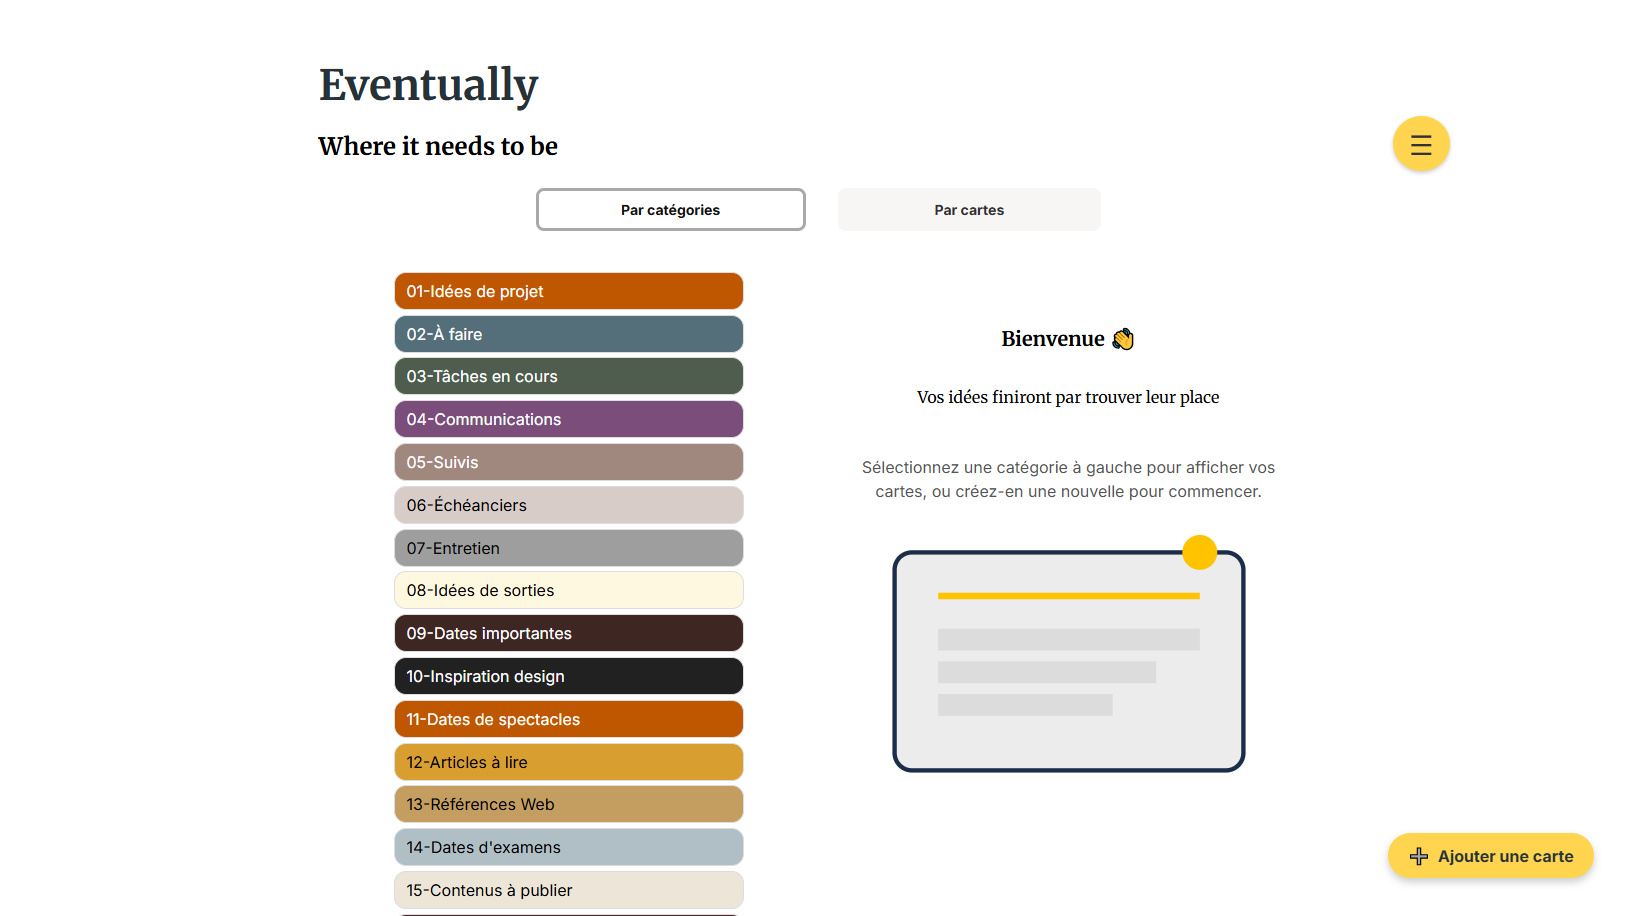 Eventually
Where it needs to be
Par catégories
Par cartes
01-Idées de projet
02-À faire
03-Tâches en cours
04-Communications
05-Suivis
06-Échéanciers
07-Entretien
08-Idées de sorties
09-Dates importantes
10-Inspiration design
11-Dates de spectacles
12-Articles à lire
13-Références Web
14-Dates d'examens
15-Contenus à publier
Bienvenue 👏
Vos idées finiront par trouver leur place
Sélectionnez une catégorie à gauche pour afficher vos
cartes, ou créez-en une nouvelle pour commencer.
Ajouter une carte